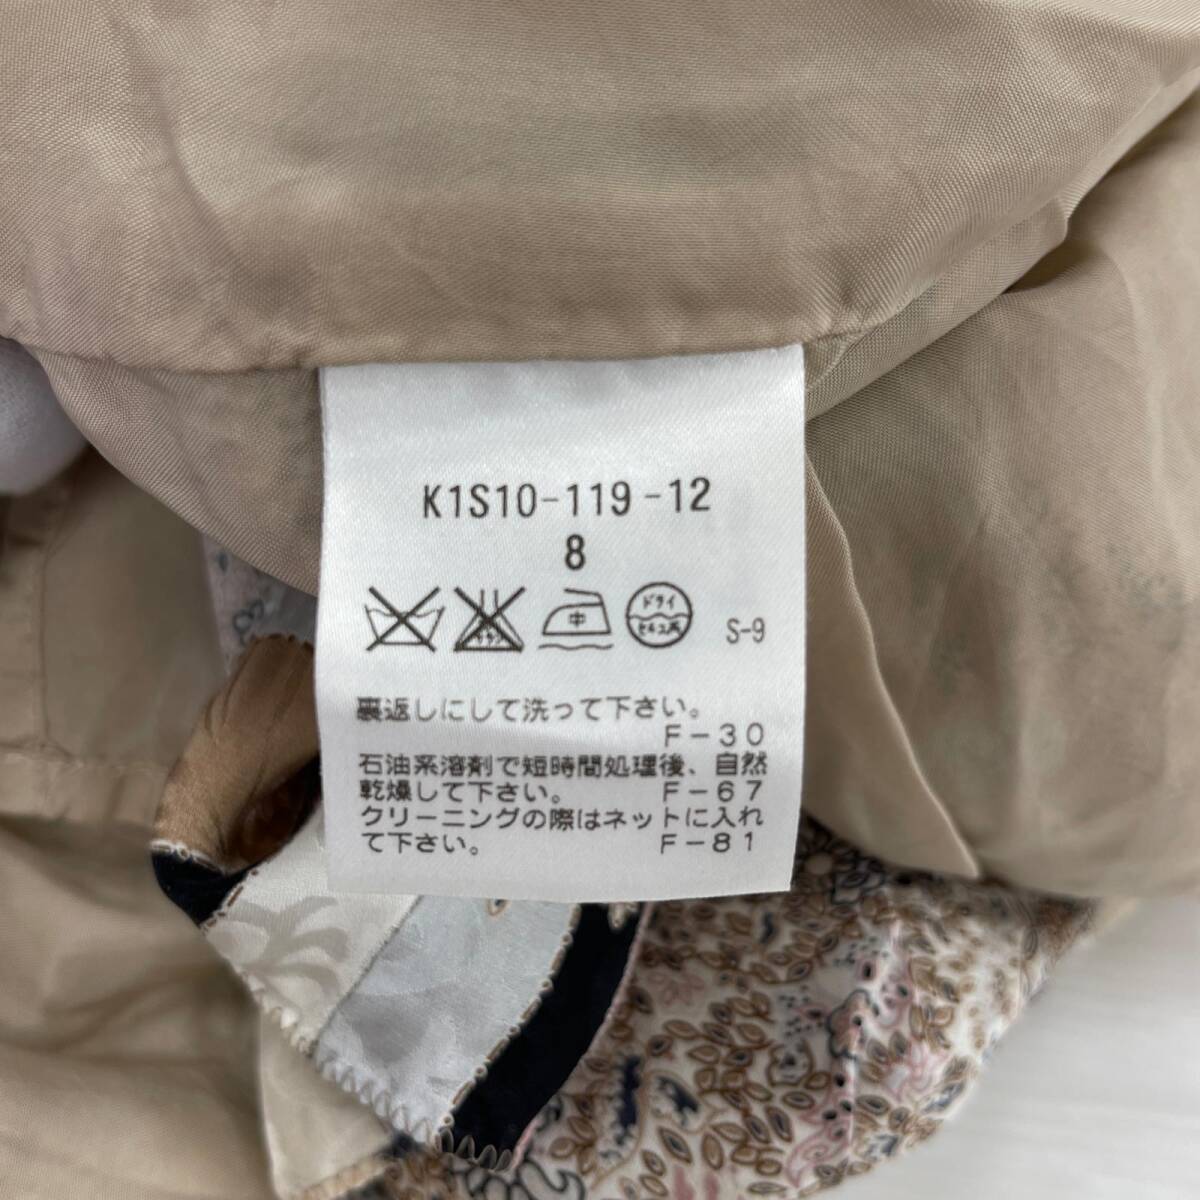 K1S10-119-12
8
中
ドライ
セキユ系
S-9
裏返しにして洗って下さい。
F-30
石油系溶剤で短時間処理後、自然
乾燥して下さい。 F-67
クリーニングの際はネットに入れ
て下さい。 F-81